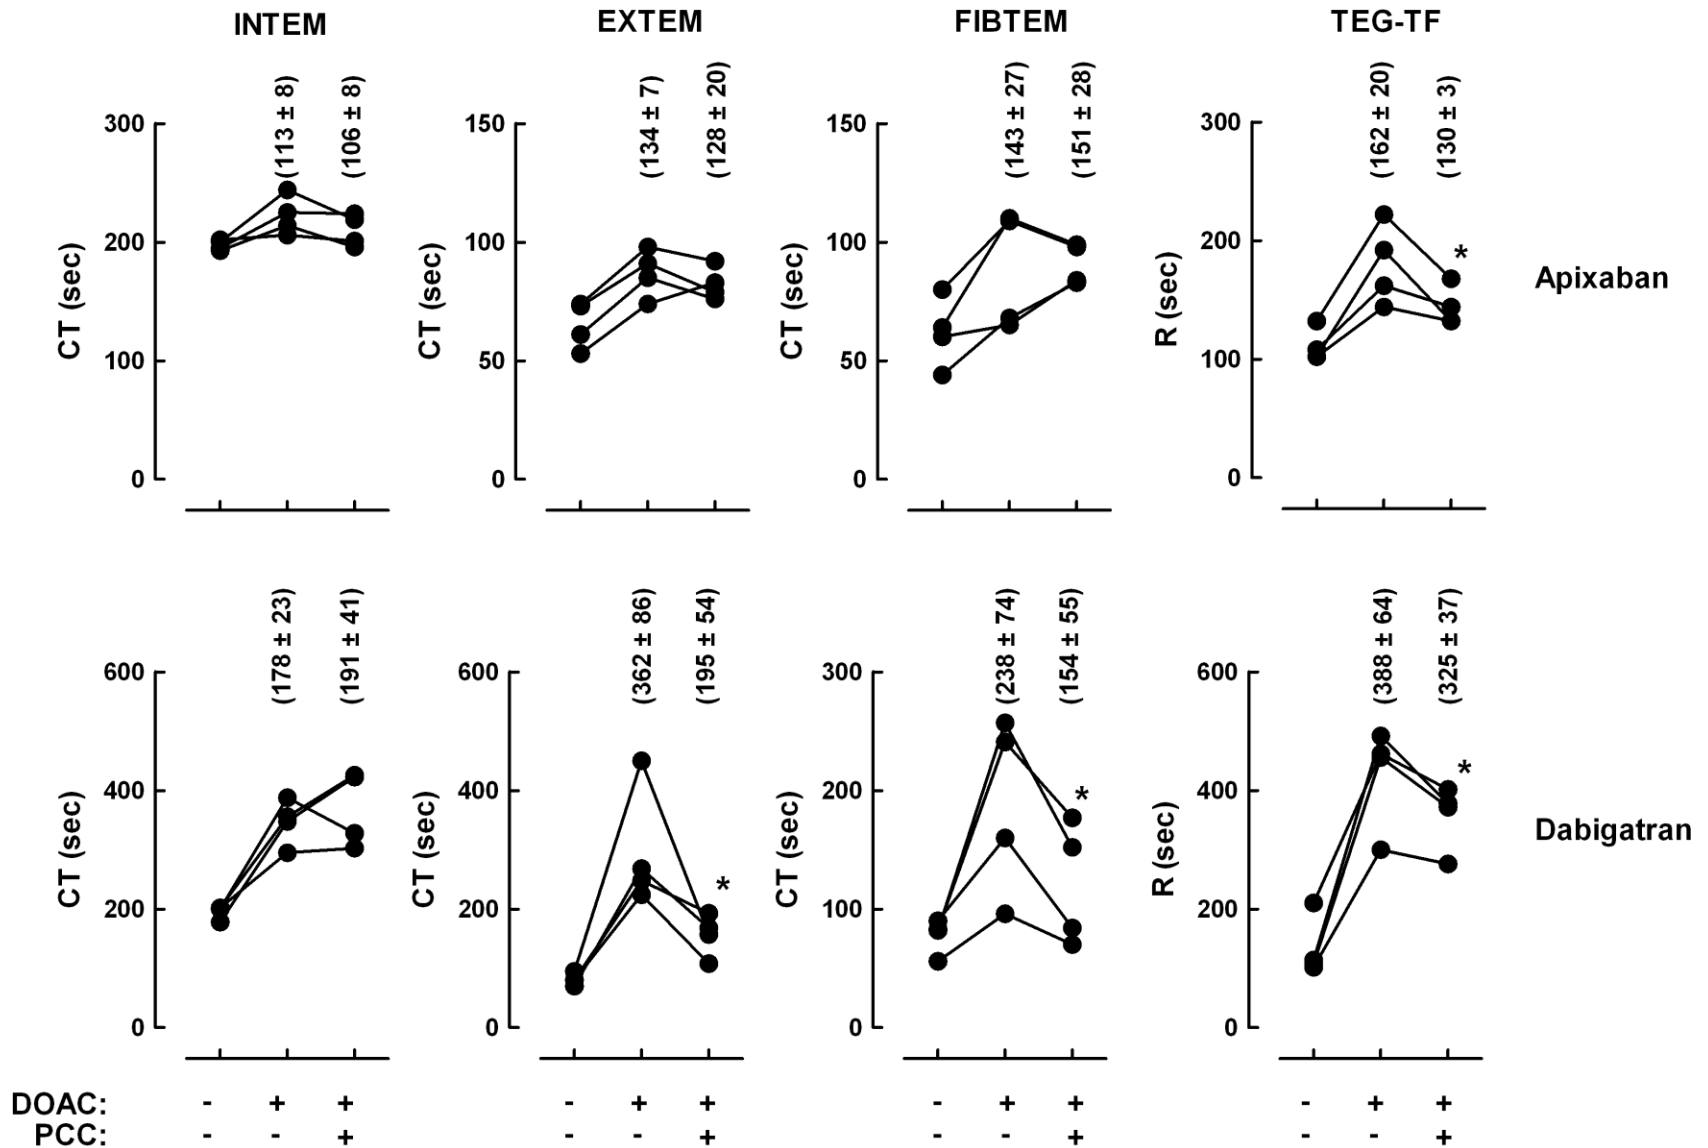 INTEM EXTEM FIBTEM TEG-TF
(113 ± 8) (106 ± 8) (134 ± 7) (128 ± 20) (143 ± 27) (151 ± 28) (162 ± 20) (130 ± 3)
CT (sec) 300 200 100 0
CT (sec) 150 100 50 0
CT (sec) 150 100 50 0
R (sec) 300 200 100 0
*
Apixaban
(178 ± 23) (191 ± 41) (362 ± 86) (195 ± 54) (238 ± 74) (154 ± 55) (388 ± 64) (325 ± 37)
CT (sec) 600 400 200 0
CT (sec) 600 400 200 0
*
CT (sec) 300 200 100 0
*
R (sec) 600 400 200 0
*
Dabigatran
DOAC: - + + - + + - + + - + +
PCC: - - + - - + - - + - - +